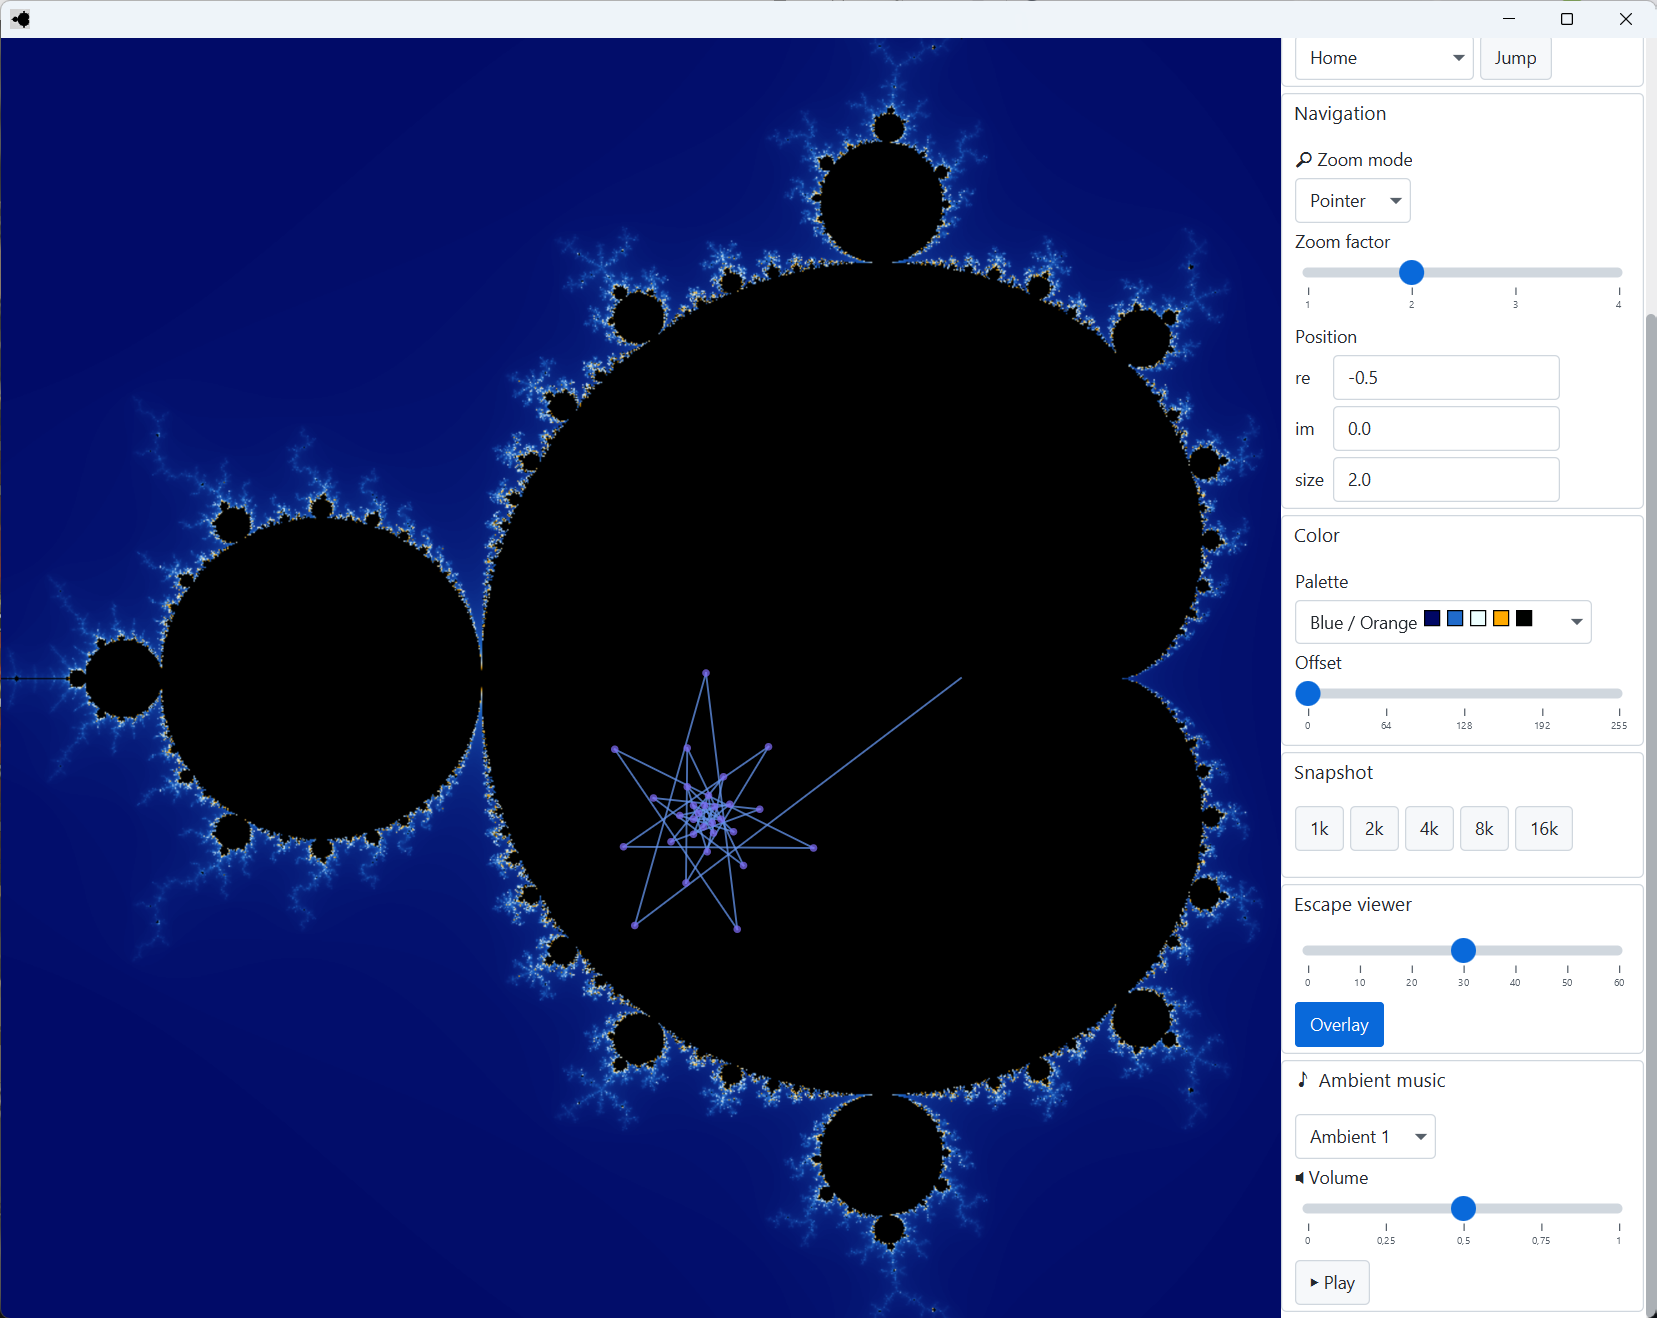 Home Jump
Navigation
Zoom mode
Pointer
Zoom factor
1 2 3 4
Position
re -0.5
im 0.0
size 2.0
Color
Palette
Blue / Orange
Offset
0 64 128 192 255
Snapshot
1k 2k 4k 8k 16k
Escape viewer
0 10 20 30 40 50 60
Overlay
Ambient music
Ambient 1
Volume
0 0,25 0,5 0,75 1
Play